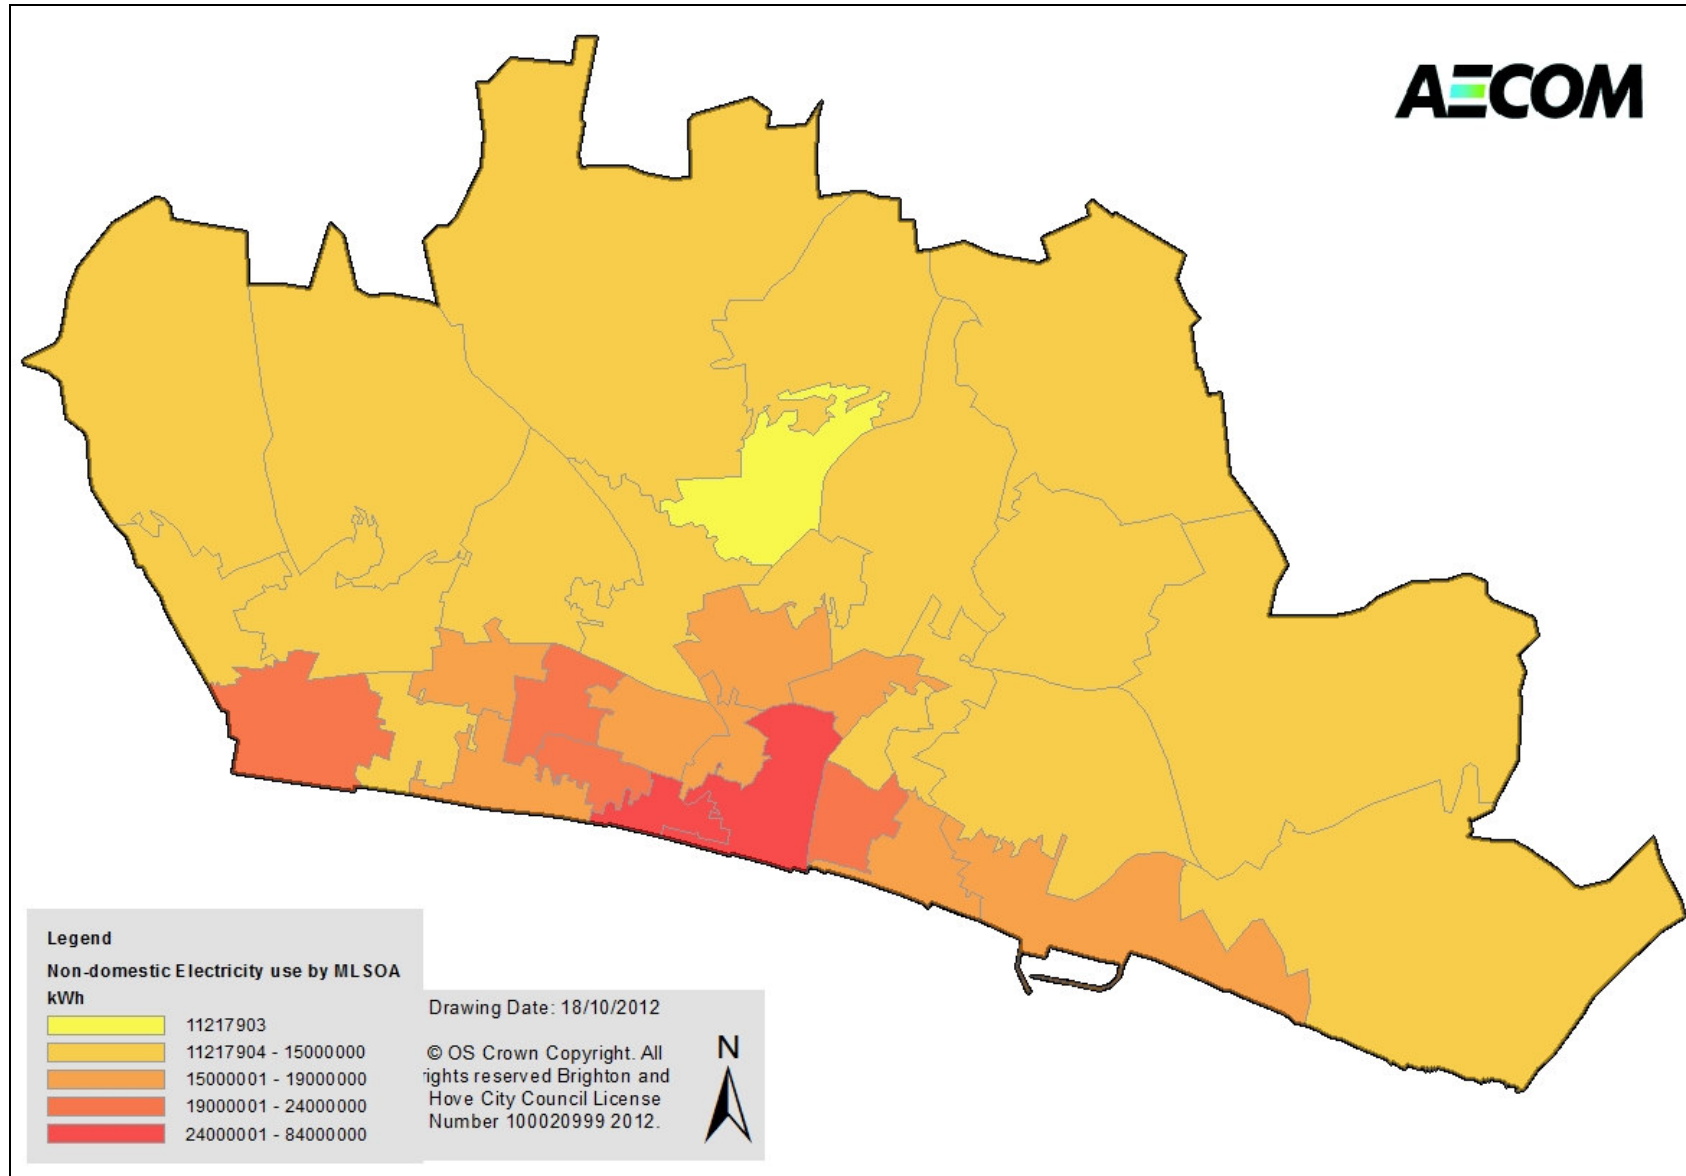 AECOM
Legend
Non-domestic Electricity use by MLSOA
kWh
11217903
11217904 - 15000000
15000001 - 19000000
19000001 - 24000000
24000001 - 84000000
Drawing Date: 18/10/2012
© OS Crown Copyright. All
rights reserved Brighton and
Hove City Council License
Number 100020999 2012.
N